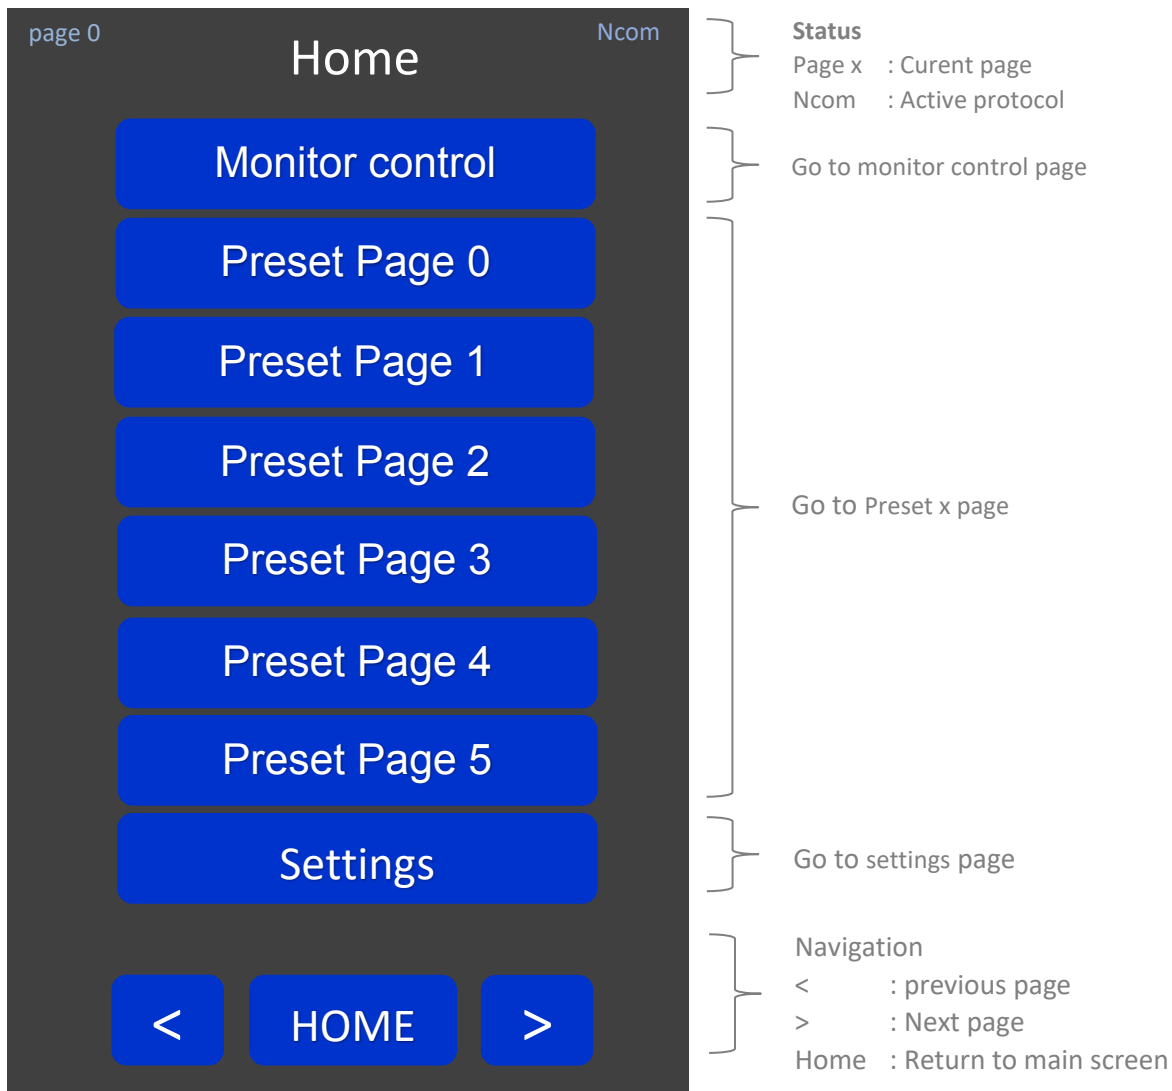 page 0
Home
Ncom
Monitor control
Preset Page 0
Preset Page 1
Preset Page 2
Preset Page 3
Preset Page 4
Preset Page 5
Settings
< HOME >
Status
Page x : Curent page
Ncom : Active protocol
Go to monitor control page
Go to Preset x page
Go to settings page
Navigation
< : previous page
> : Next page
Home : Return to main screen